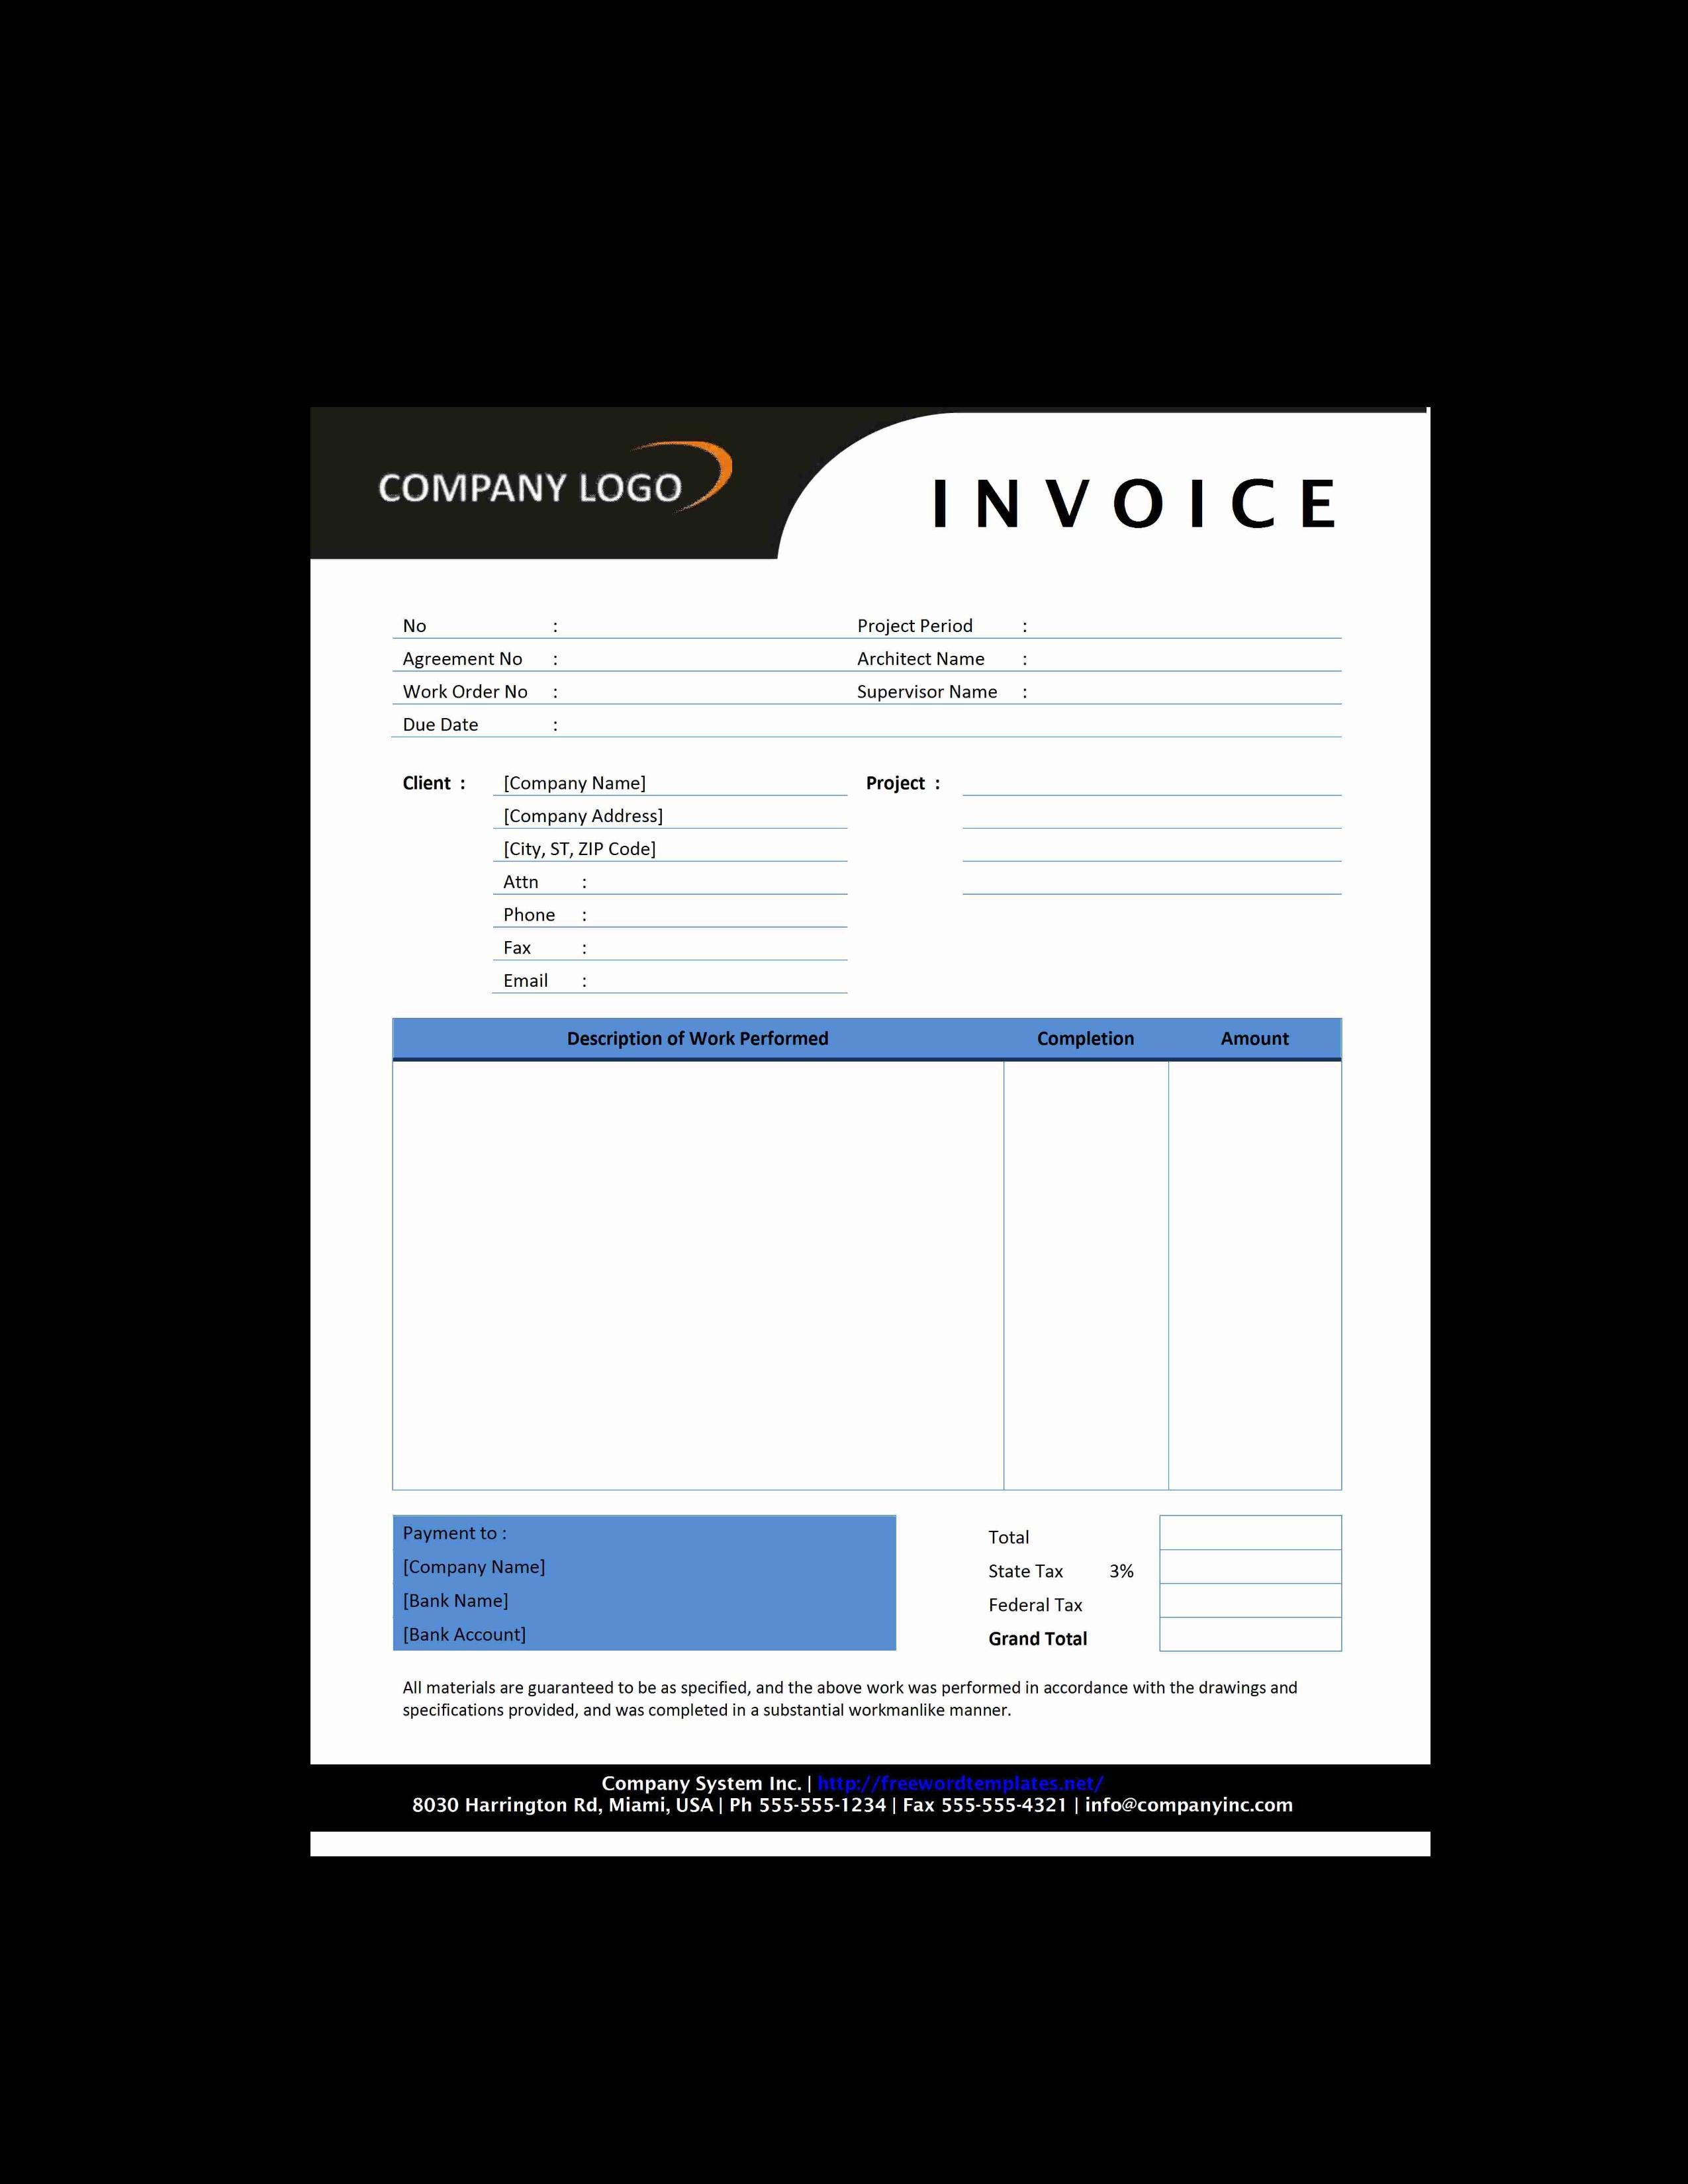 COMPANY LOGO
INVOICE
No : Project Period :
Agreement No : Architect Name :
Work Order No : Supervisor Name :
Due Date :
Client : [Company Name] Project :
[Company Address]
[City, ST, ZIP Code]
Attn :
Phone :
Fax :
Email :
Description of Work Performed Completion Amount
Payment to :
[Company Name]
[Bank Name]
[Bank Account]
Total
State Tax 3%
Federal Tax
Grand Total
All materials are guaranteed to be as specified, and the above work was performed in accordance with the drawings and
specifications provided, and was completed in a substantial workmanlike manner.
Company System Inc. | http://freewordtemplates.net/
8030 Harrington Rd, Miami, USA | Ph 555-555-1234 | Fax 555-555-4321 | info@companyinc.com